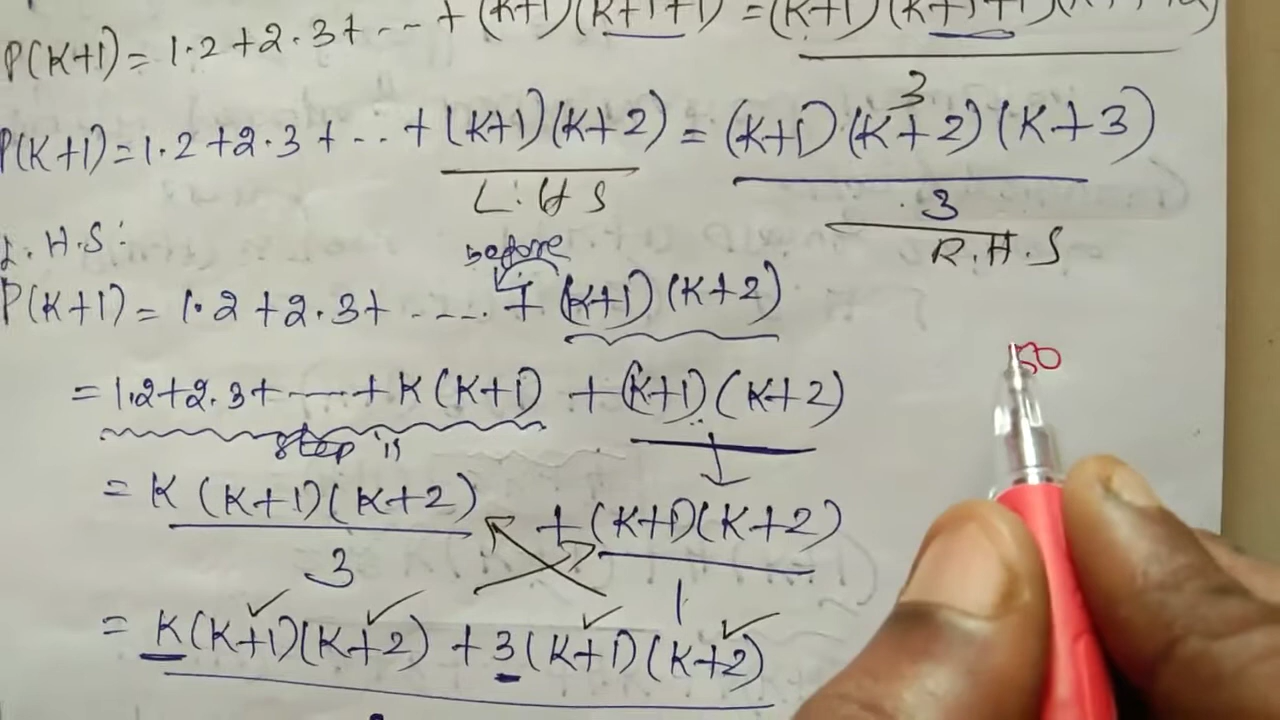 P(K+1) = 1.2+2.3+ ... + (K+1)(K+1+1) = (K+1)(K+1+1)
3
P(K+1)=1.2+2.3+...+(K+1)(K+2) = (K+1)(K+2)(K+3)
L.H.S
3
R.H.S
L.H.S:
before
P(K+1) = 1.2+2.3+ ..... + (K+1)(K+2)
= 1.2+2.3+ ..... + K(K+1) + (K+1)(K+2)
step ii
so
= K(K+1)(K+2) + (K+1)(K+2)
3
1
= K(K+1)(K+2) + 3(K+1)(K+2)